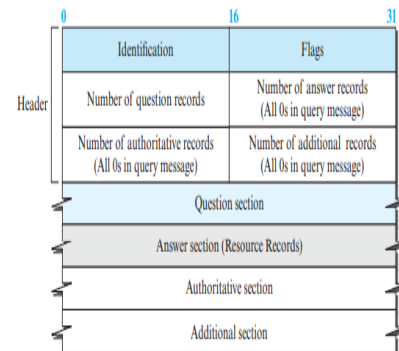 0 16 31
Identification Flags
Header
Number of question records
Number of answer records
(All 0s in query message)
Number of authoritative records
(All 0s in query message)
Number of additional records
(All 0s in query message)
Question section
Answer section (Resource Records)
Authoritative section
Additional section